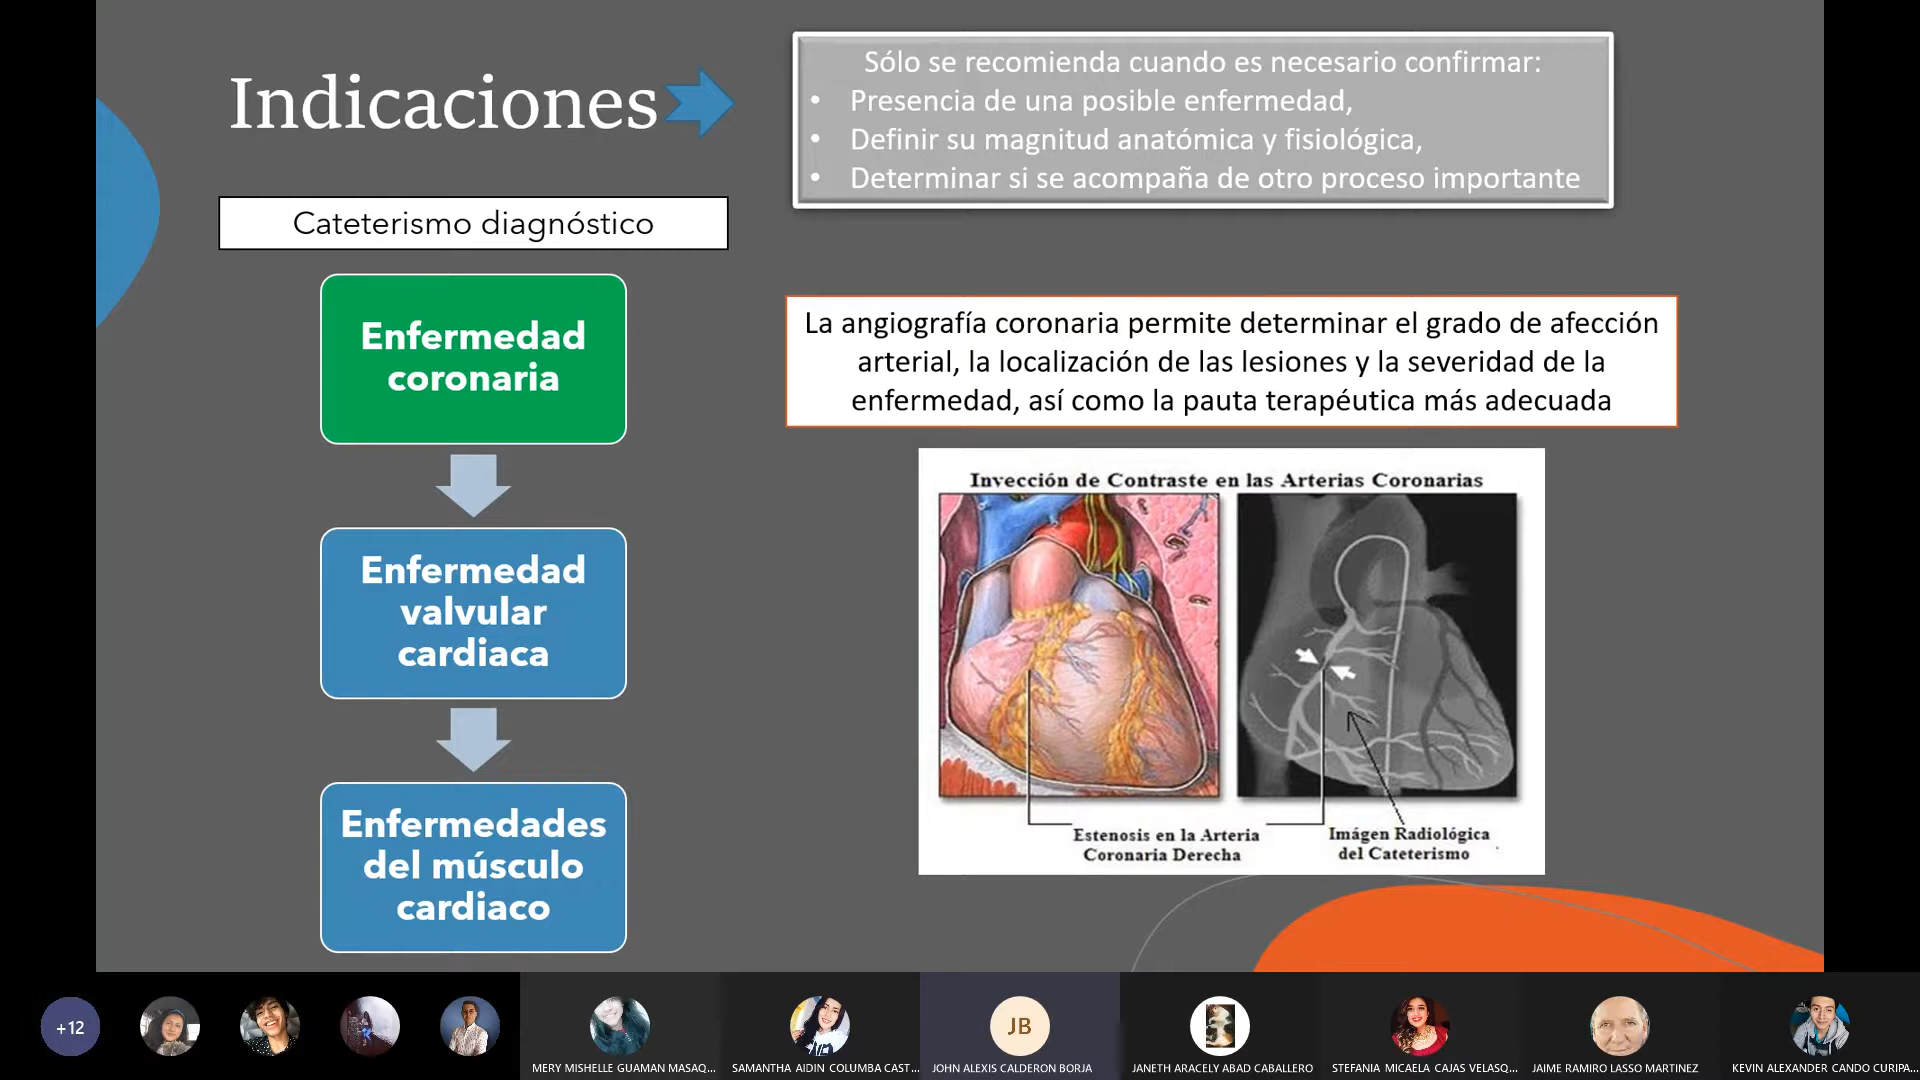 Indicaciones
Sólo se recomienda cuando es necesario confirmar:
• Presencia de una posible enfermedad,
• Definir su magnitud anatómica y fisiológica,
• Determinar si se acompaña de otro proceso importante
Cateterismo diagnóstico
Enfermedad
coronaria
Enfermedad
valvular
cardiaca
Enfermedades
del músculo
cardiaco
La angiografía coronaria permite determinar el grado de afección
arterial, la localización de las lesiones y la severidad de la
enfermedad, así como la pauta terapéutica más adecuada
Inyección de Contraste en las Arterias Coronarias
Estenosis en la Arteria
Coronaria Derecha
Imágen Radiológica
del Cateterismo
+12
MERY MISHELLE GUAMAN MASAQ...
SAMANTHA AIDIN COLUMBA CAST...
JB
JOHN ALEXIS CALDERON BORJA
JANETH ARACELY ABAD CABALLERO
STEFANIA MICAELA CAJAS VELASQ...
JAIME RAMIRO LASSO MARTINEZ
KEVIN ALEXANDER CANDO CURIPA...